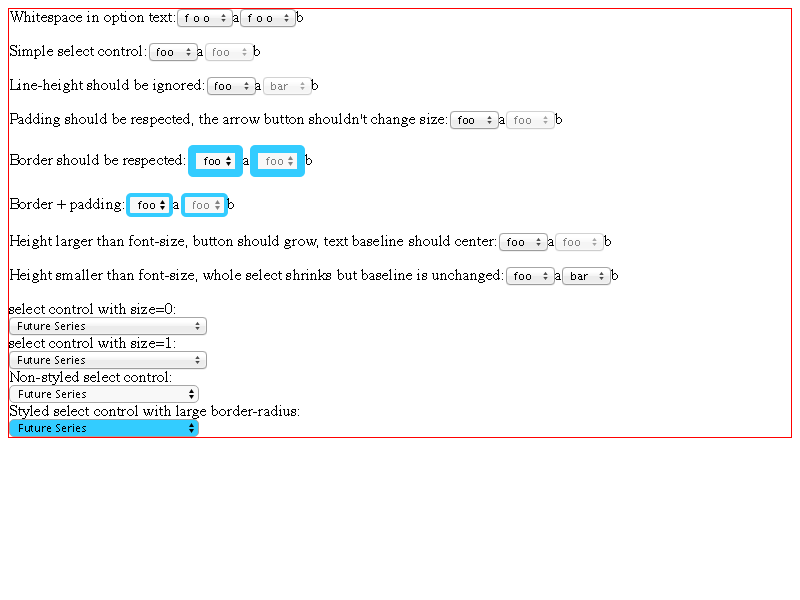 Whitespace in option text: f o o a f o o b
Simple select control: foo a foo b
Line-height should be ignored: foo a bar b
Padding should be respected, the arrow button shouldn't change size: foo a foo b
Border should be respected: foo a foo b
Border + padding: foo a foo b
Height larger than font-size, button should grow, text baseline should center: foo a foo b
Height smaller than font-size, whole select shrinks but baseline is unchanged: foo a bar b
select control with size=0:
Future Series
select control with size=1:
Future Series
Non-styled select control:
Future Series
Styled select control with large border-radius:
Future Series